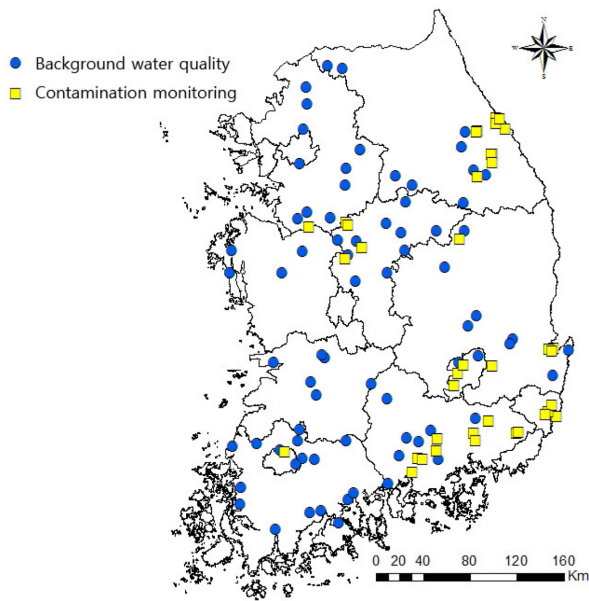 N
W
E
S
Background water quality
Contamination monitoring
0 20 40 80 120 160
Km